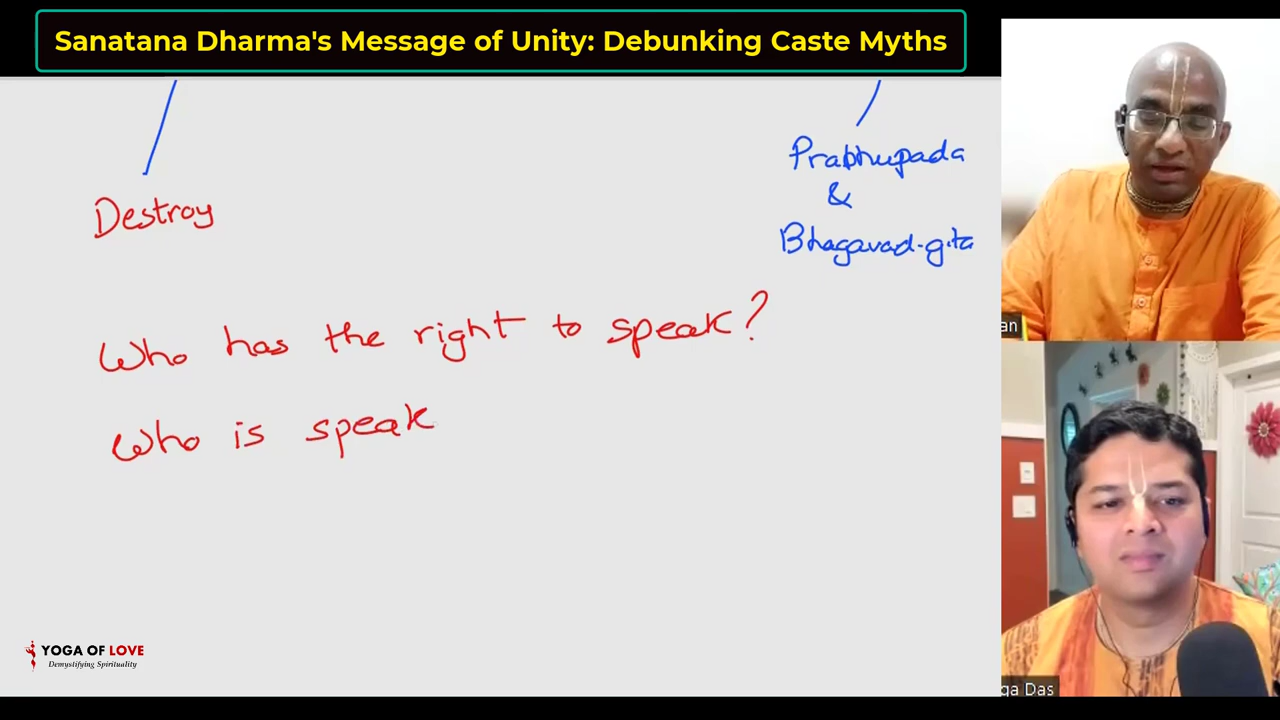 Sanatana Dharma's Message of Unity: Debunking Caste Myths
Prabhupada
&
Bhagavad-gita
Destroy
Who has the right to speak?
Who is speak
an
YOGA OF LOVE
Demystifying Spirituality
ga Das